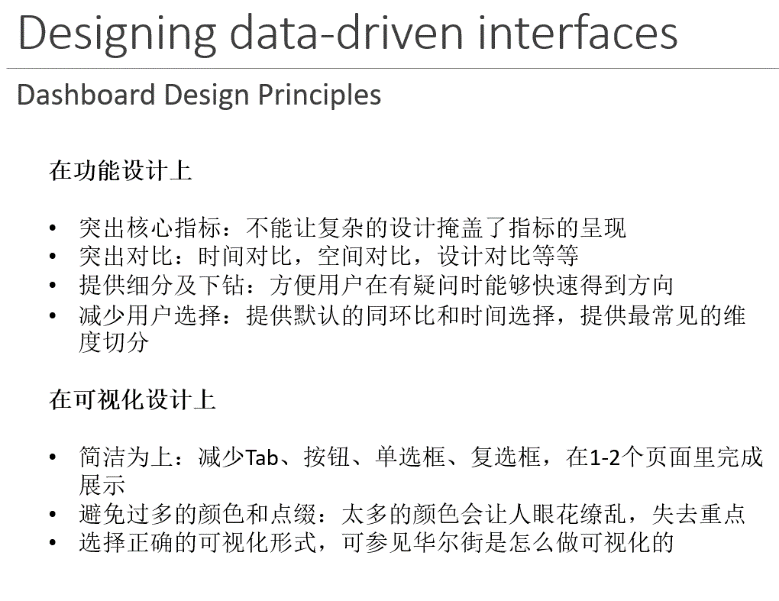 Designing data-driven interfaces
Dashboard Design Principles
在功能设计上
• 突出核心指标：不能让复杂的设计掩盖了指标的呈现
• 突出对比：时间对比，空间对比，设计对比等等
• 提供细分及下钻：方便用户在有疑问时能够快速得到方向
• 减少用户选择：提供默认的同环比和时间选择，提供最常见的维
度切分
在可视化设计上
• 简洁为上：减少Tab、按钮、单选框、复选框，在1-2个页面里完成
展示
• 避免过多的颜色和点缀：太多的颜色会让人眼花缭乱，失去重点
• 选择正确的可视化形式，可参见华尔街是怎么做可视化的